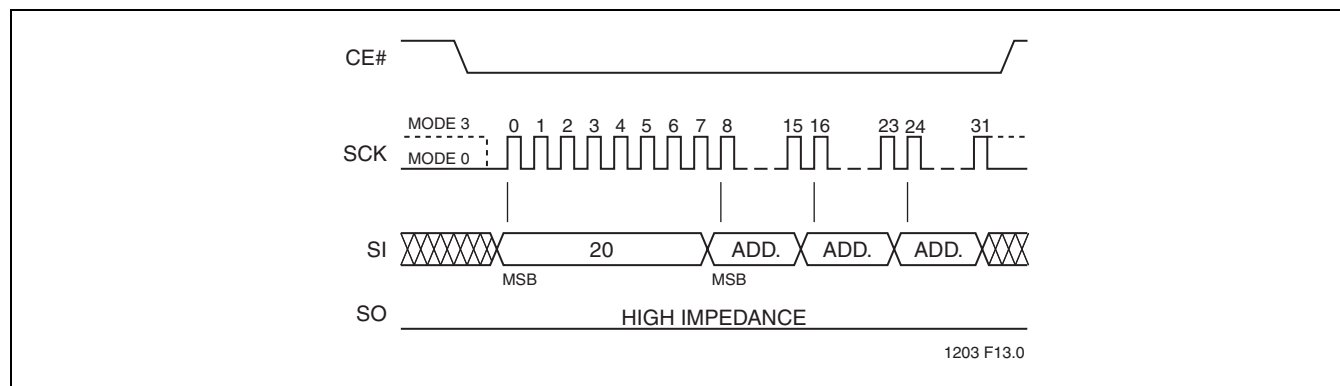 CE#
MODE 3
0 1 2 3 4 5 6 7 8 15 16 23 24 31
SCK
MODE 0
SI
20 ADD. ADD. ADD.
MSB MSB
SO
HIGH IMPEDANCE
1203 F13.0